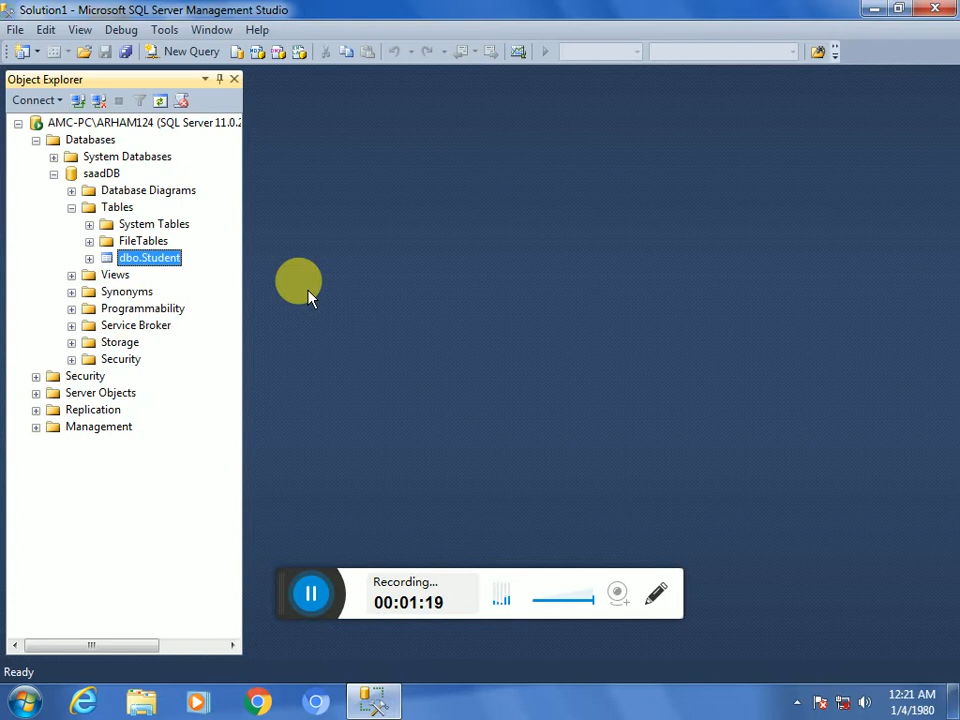 Solution1 - Microsoft SQL Server Management Studio
File Edit View Debug Tools Window Help
New Query
Object Explorer
Connect
AMC-PC\ARHAM124 (SQL Server 11.0.2
Databases
System Databases
saadDB
Database Diagrams
Tables
System Tables
FileTables
dbo.Student
Views
Synonyms
Programmability
Service Broker
Storage
Security
Security
Server Objects
Replication
Management
Recording...
00:01:19
Ready
12:21 AM
1/4/1980